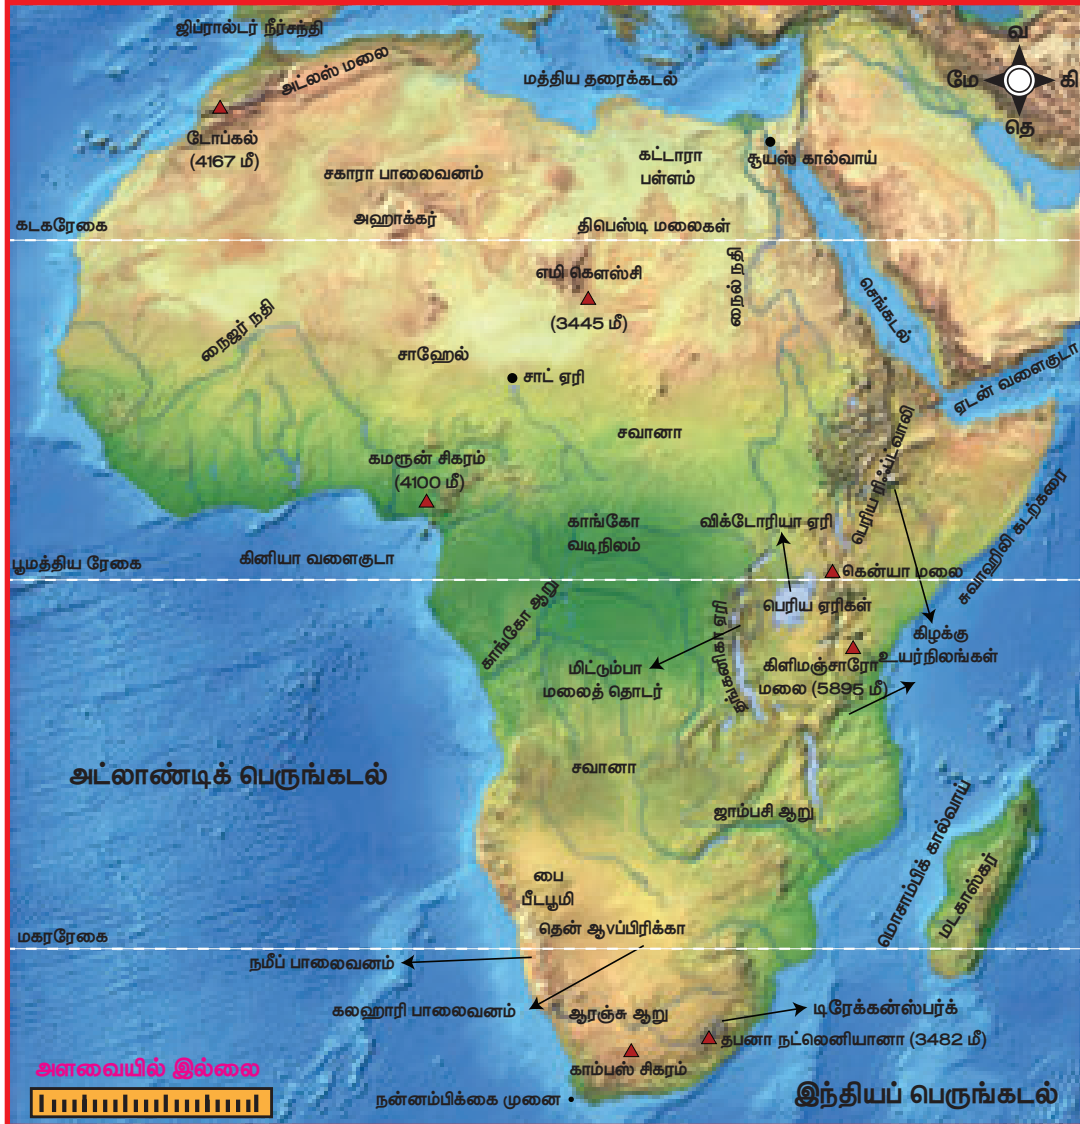 ஜிப்ரால்டர் நீர்சந்தி
அட்லஸ் மலை
மத்திய தரைக்கடல்
வ
மே
கி
தெ
டோப்கல்
(4167 மீ)
சகாரா பாலைவனம்
கட்டாரா
பள்ளம்
சூயஸ் கால்வாய்
அஹாக்கர்
திபெஸ்டி மலைகள்
கடகரேகை
எமி கௌஸ்சி
(3445 மீ)
நைல் நதி
செங்கடல்
நைஜர் நதி
சாஹேல்
சாட் ஏரி
ஏடன் வளைகுடா
சவானா
பெரிய ரிஃப்ட்வாலி
கமரூன் சிகரம்
(4100 மீ)
காங்கோ
வடிநிலம்
விக்டோரியா ஏரி
சுவாஹிலி கடற்கரை
பூமத்திய ரேகை
கினியா வளைகுடா
கென்யா மலை
பெரிய ஏரிகள்
காங்கோ ஆறு
தங்கனிகா ஏரி
கிழக்கு
உயர்நிலங்கள்
மிட்டும்பா
மலைத் தொடர்
கிளிமஞ்சாரோ
மலை (5895 மீ)
அட்லாண்டிக் பெருங்கடல்
சவானா
ஜாம்பசி ஆறு
மொசாம்பிக் கால்வாய்
மடகாஸ்கர்
பை
பீடபூமி
தென் ஆvப்பிரிக்கா
மகரரேகை
நமீப் பாலைவனம்
கலஹாரி பாலைவனம்
ஆரஞ்சு ஆறு
டிரேக்கன்ஸ்பர்க்
தபனா நட்லெனியானா (3482 மீ)
காம்பஸ் சிகரம்
அளவையில் இல்லை
நன்னம்பிக்கை முனை
இந்தியப் பெருங்கடல்